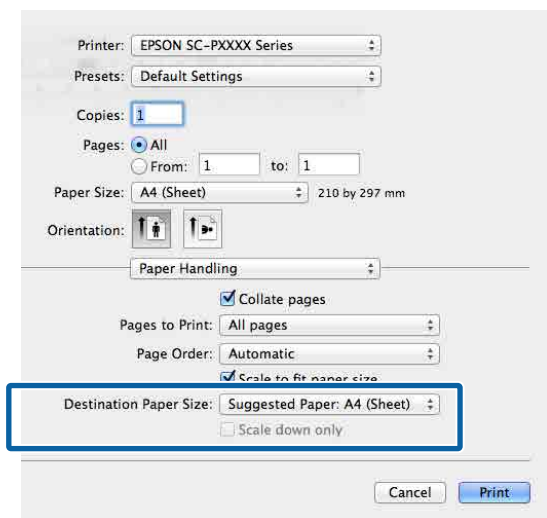 Printer: EPSON SC-PXXXX Series
Presets: Default Settings
Copies: 1
Pages: All
From: 1 to: 1
Paper Size: A4 (Sheet) 210 by 297 mm
Orientation:
Paper Handling
Collate pages
Pages to Print: All pages
Page Order: Automatic
Scale to fit paper size
Destination Paper Size: Suggested Paper: A4 (Sheet)
Scale down only
Cancel Print